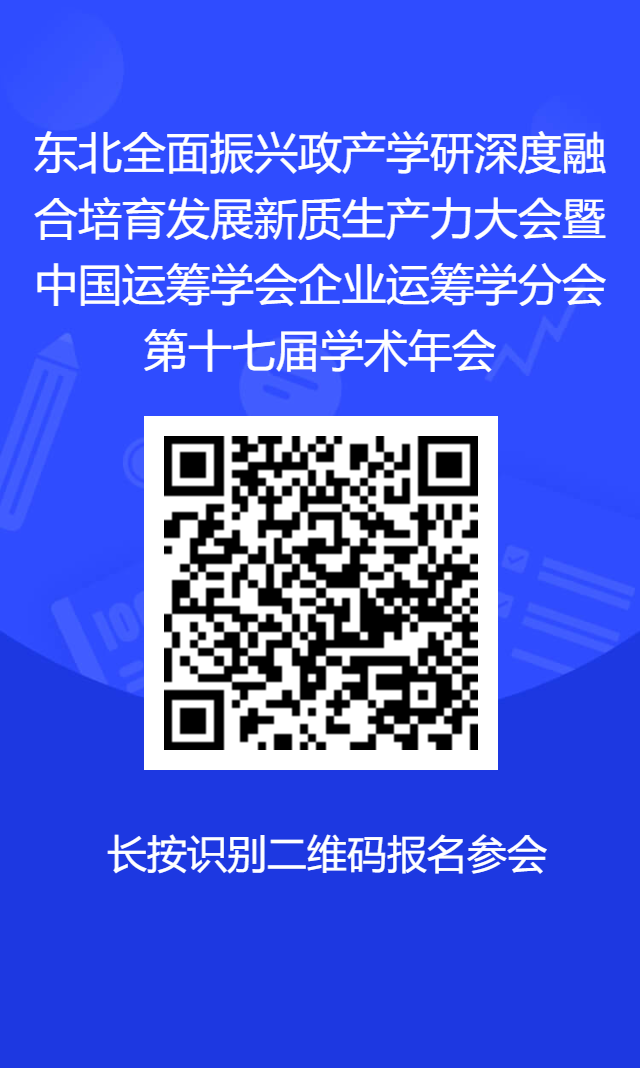 东北全面振兴政产学研深度融
合培育发展新质生产力大会暨
中国运筹学会企业运筹学分会
第十七届学术年会
100
长按识别二维码报名参会